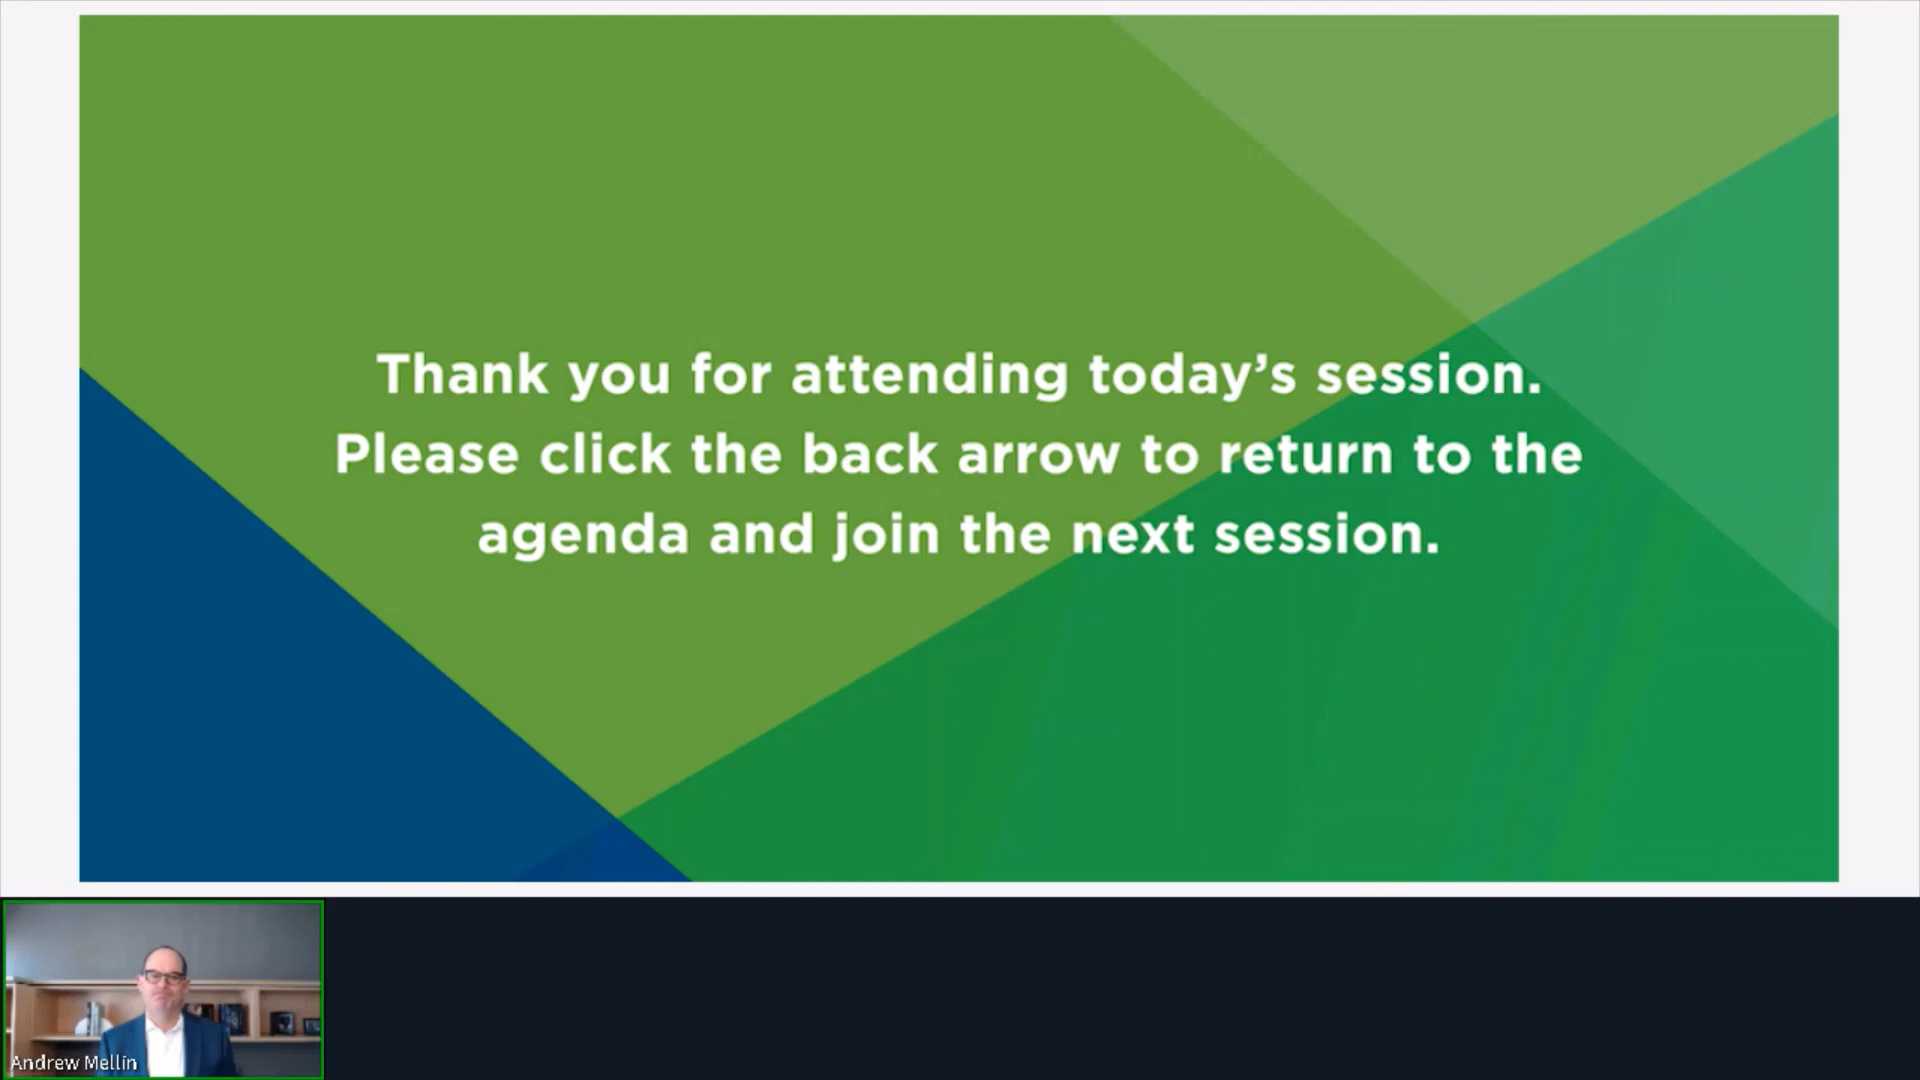 Thank you for attending today’s session.
Please click the back arrow to return to the
agenda and join the next session.
Andrew Mellin